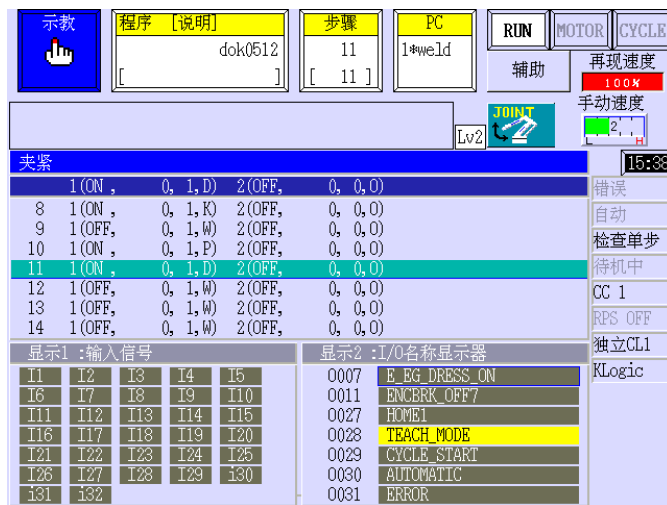 示教 程序 [说明] 步骤 PC RUN MOTOR CYCLE
dok0512 11 1*weld
[ ] [ 11 ] 辅助 再现速度
100%
手动速度
JOINT 2
Lv2 L H
夹紧 15:38
1(ON , 0, 1,D) 2(OFF, 0, 0,O) 错误
8 1(ON , 0, 1,K) 2(OFF, 0, 0,O) 自动
9 1(OFF, 0, 1,W) 2(OFF, 0, 0,O)
10 1(ON , 0, 1,P) 2(OFF, 0, 0,O) 检查单步
11 1(ON , 0, 1,D) 2(OFF, 0, 0,O) 待机中
12 1(OFF, 0, 1,W) 2(OFF, 0, 0,O) CC 1
13 1(OFF, 0, 1,W) 2(OFF, 0, 0,O) RPS OFF
14 1(OFF, 0, 1,W) 2(OFF, 0, 0,O)
显示1 :输入信号 显示2 :I/O名称显示器 独立CL1
I1 I2 I3 I4 I5 0007 E_EG_DRESS_ON KLogic
I6 I7 I8 I9 I10 0011 ENCBRK_OFF7
I11 I12 I13 I14 I15 0027 HOME1
I16 I17 I18 I19 I20 0028 TEACH_MODE
I21 I22 I23 I24 I25 0029 CYCLE_START
I26 I27 I28 I29 i30 0030 AUTOMATIC
i31 i32 0031 ERROR